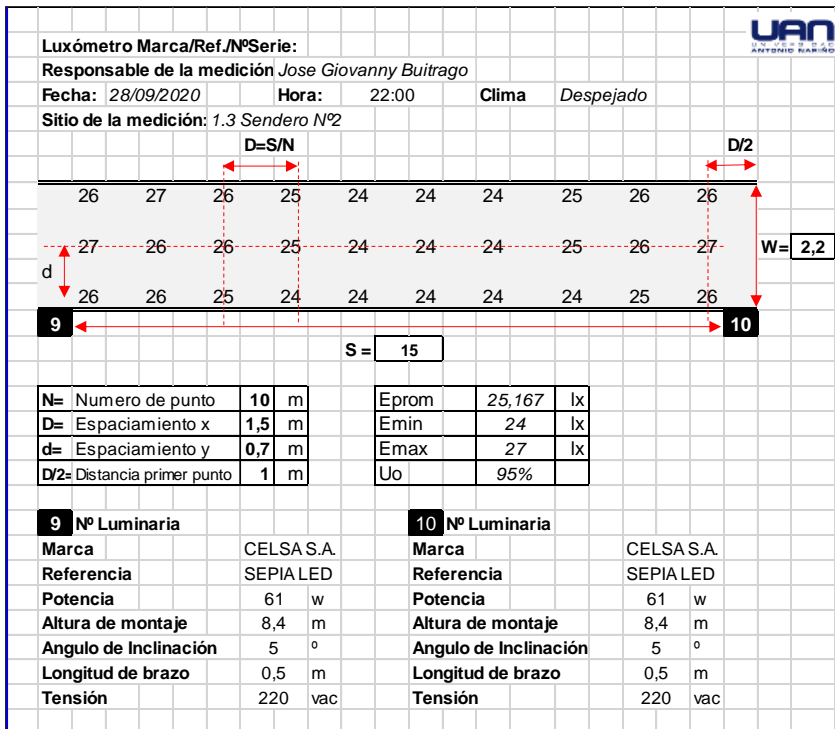 UAN
UNIVERSIDAD
ANTONIO NARIÑO
Luxómetro Marca/Ref./NºSerie:
Responsable de la medición Jose Giovanny Buitrago
Fecha: 28/09/2020 Hora: 22:00 Clima Despejado
Sitio de la medición: 1.3 Sendero Nº2
D=S/N D/2
26 27 26 25 24 24 24 25 26 26
27 26 26 25 24 24 24 25 26 27 W= 2,2
d
26 26 25 24 24 24 24 24 25 26
9 10
S = 15
N= Numero de punto 10 m Eprom 25,167 lx
D= Espaciamiento x 1,5 m Emin 24 lx
d= Espaciamiento y 0,7 m Emax 27 lx
D/2= Distancia primer punto 1 m Uo 95%
9 Nº Luminaria 10 Nº Luminaria
Marca CELSA S.A. Marca CELSA S.A.
Referencia SEPIA LED Referencia SEPIA LED
Potencia 61 w Potencia 61 w
Altura de montaje 8,4 m Altura de montaje 8,4 m
Angulo de Inclinación 5 º Angulo de Inclinación 5 º
Longitud de brazo 0,5 m Longitud de brazo 0,5 m
Tensión 220 vac Tensión 220 vac